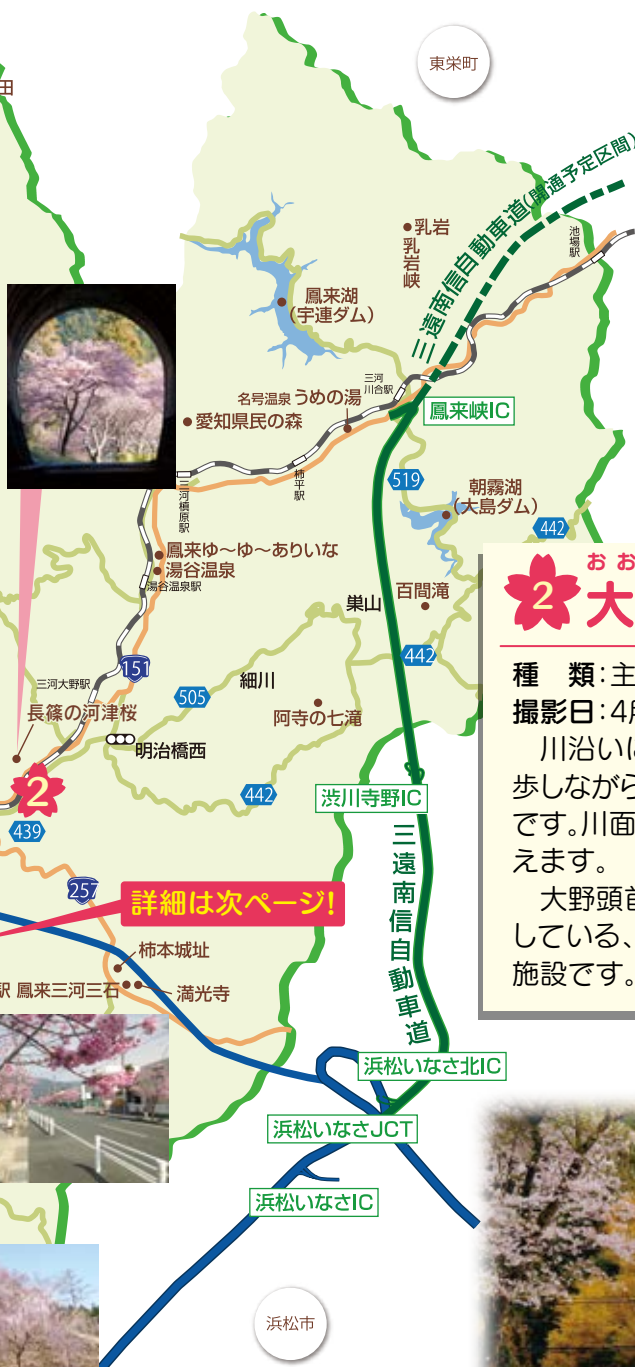 東栄町
田
三遠南信自動車道(開通予定区間)
池場駅
乳岩
乳岩峡
鳳来湖
(宇連ダム)
三河
川合駅
名号温泉 うめの湯
愛知県民の森
鳳来峡IC
柿平駅
三河槙原駅
519
朝霧湖
(大島ダム)
442
鳳来ゆ〜ゆ〜ありいな
湯谷温泉
湯谷温泉駅
百間滝
巣山
442
151
三河大野駅
505
細川
長篠の河津桜
阿寺の七滝
明治橋西
2
442
渋川寺野IC
439
257
詳細は次ページ!
三遠南信自動車道
柿本城址
駅 鳳来三河三石
満光寺
浜松いなさ北IC
浜松いなさJCT
浜松いなさIC
浜松市
2
おお
大
種 類:主
撮影日:4月
川沿いに
歩しながら
です。川面
えます。
大野頭首
している、
施設です。